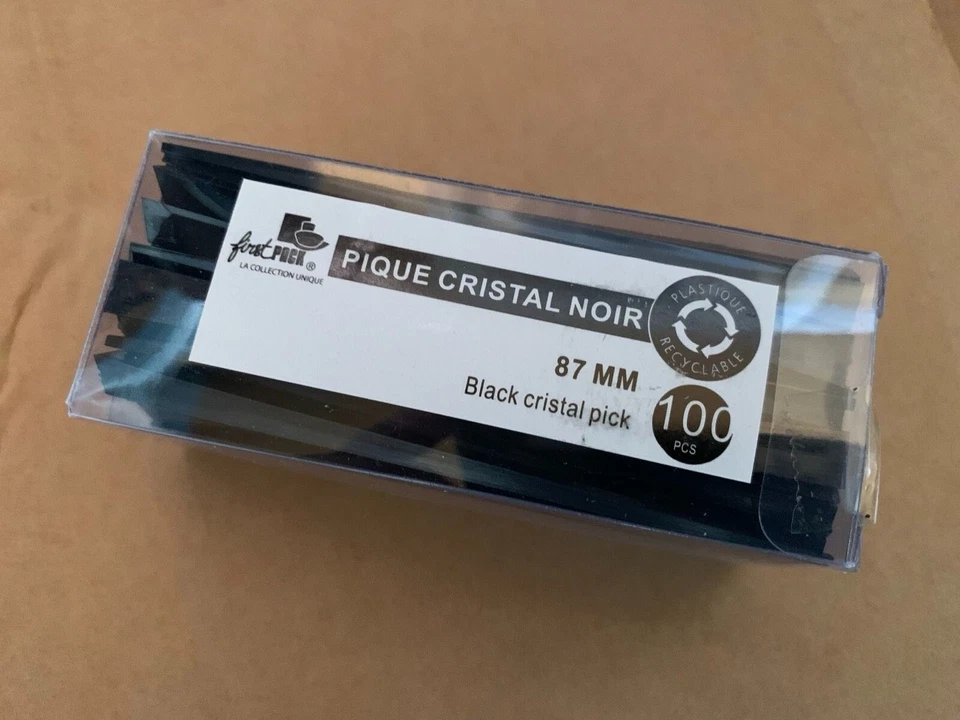 firstPACK®
LA COLLECTION UNIQUE
PIQUE CRISTAL NOIR
PLASTIQUE
RECYCLABLE
87 MM
Black cristal pick
100
PCS